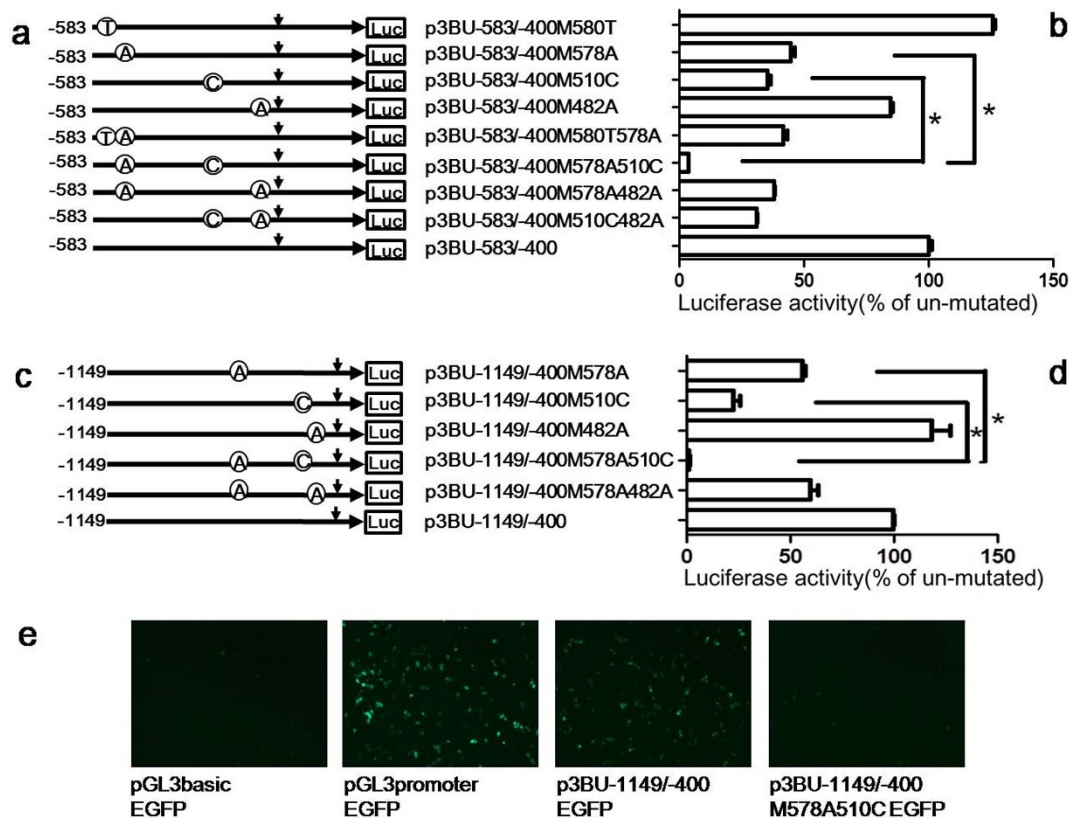 a
b
-583 T Luc p3BU-583/-400M580T
-583 A Luc p3BU-583/-400M578A
-583 C Luc p3BU-583/-400M510C
-583 A Luc p3BU-583/-400M482A
-583 T A Luc p3BU-583/-400M580T578A
-583 A C Luc p3BU-583/-400M578A510C
-583 A A Luc p3BU-583/-400M578A482A
-583 C A Luc p3BU-583/-400M510C482A
-583 Luc p3BU-583/-400
* *
0 50 100 150
Luciferase activity(% of un-mutated)
c
d
-1149 A Luc p3BU-1149/-400M578A
-1149 C Luc p3BU-1149/-400M510C
-1149 A Luc p3BU-1149/-400M482A
-1149 A C Luc p3BU-1149/-400M578A510C
-1149 A A Luc p3BU-1149/-400M578A482A
-1149 Luc p3BU-1149/-400
* *
0 50 100 150
Luciferase activity(% of un-mutated)
e
pGL3basic
EGFP
pGL3promoter
EGFP
p3BU-1149/-400
EGFP
p3BU-1149/-400
M578A510C EGFP